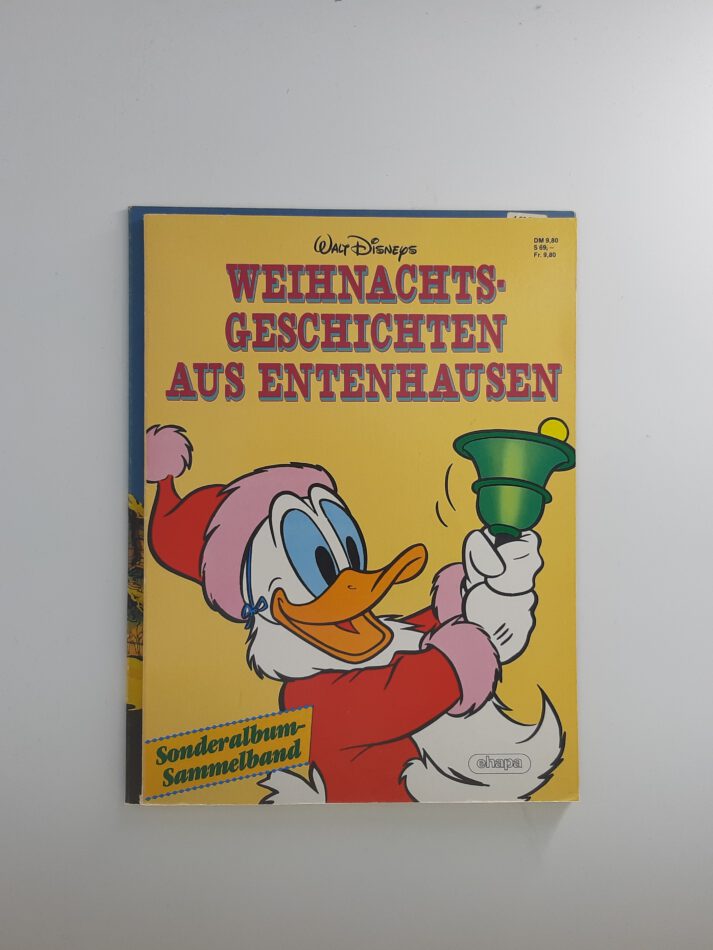 Walt Disneys
DM 9,80
S 69,–
Fr. 9,80
WEIHNACHTS-
GESCHICHTEN
AUS ENTENHAUSEN
Sonderalbum-
Sammelband
ehapa